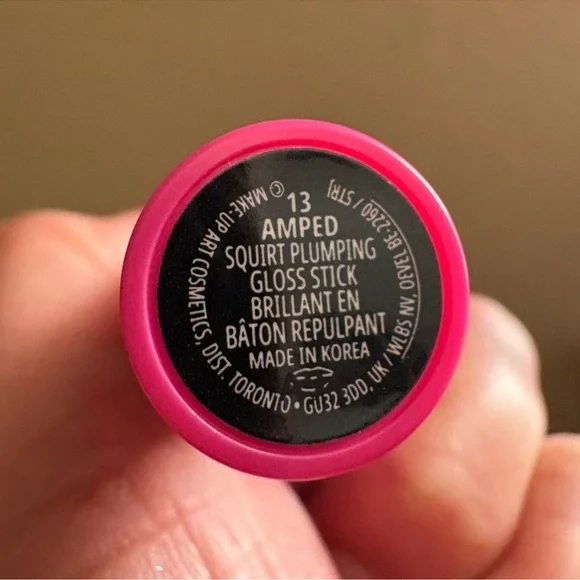 13
AMPED
SQUIRT PLUMPING
GLOSS STICK
BRILLANT EN
BÂTON REPULPANT
MADE IN KOREA
© MAKE-UP ART COSMETICS, DIST. TORONTO • GU32 3DD, UK / WLBS NV, OEVEL BE-2260 / STRJ